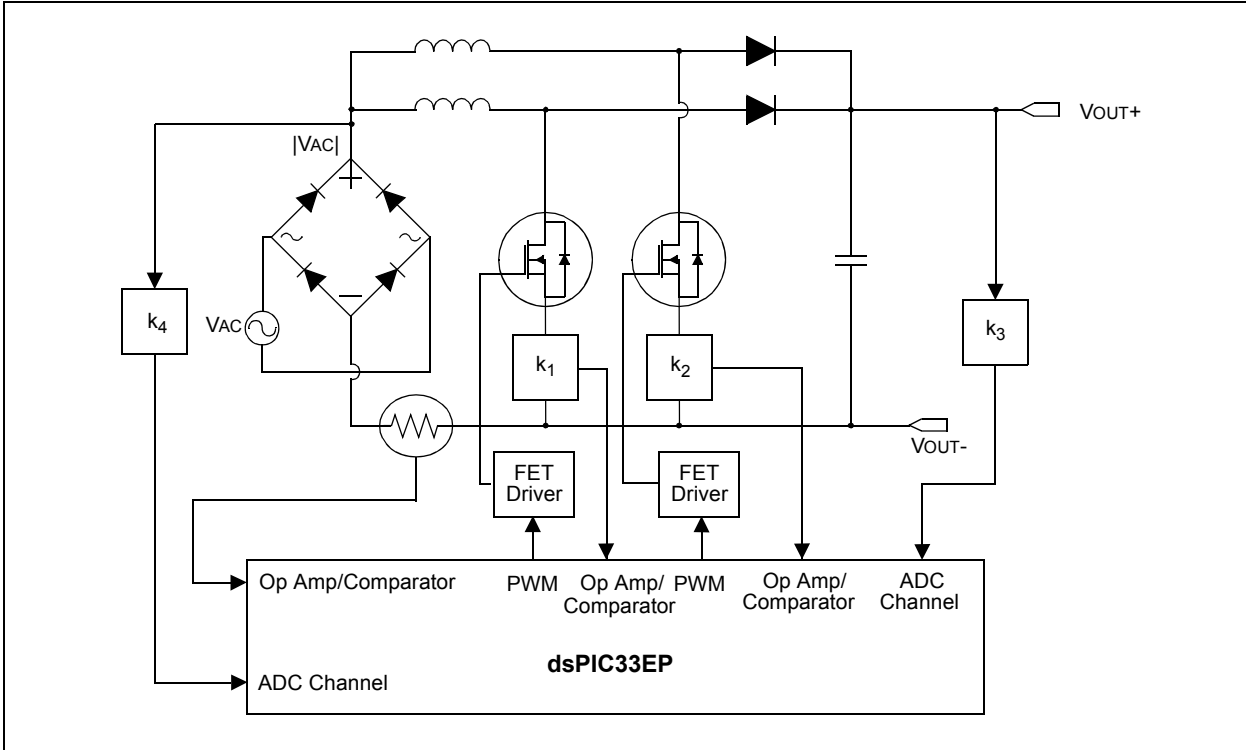 VOUT+
|VAC|
+
k4
VAC
−
k1
k2
k3
VOUT-
FET
Driver
FET
Driver
Op Amp/Comparator
PWM
Op Amp/
Comparator
PWM
Op Amp/
Comparator
ADC
Channel
dsPIC33EP
ADC Channel